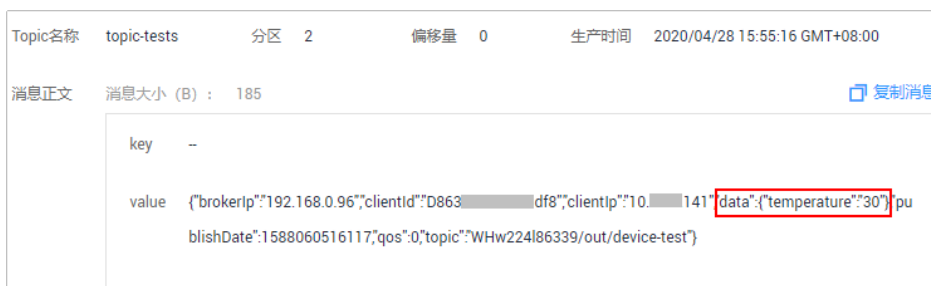 Topic名称 topic-tests 分区 2 偏移量 0 生产时间 2020/04/28 15:55:16 GMT+08:00
消息正文 消息大小（B）： 185 复制消息
key --
value {"brokerIp":"192.168.0.96","clientId":"D863 df8","clientIp":"10. 141","data":{"temperature":"30"},"pu
blishDate":1588060516117,"qos":0,"topic":"WHw224l86339/out/device-test"}